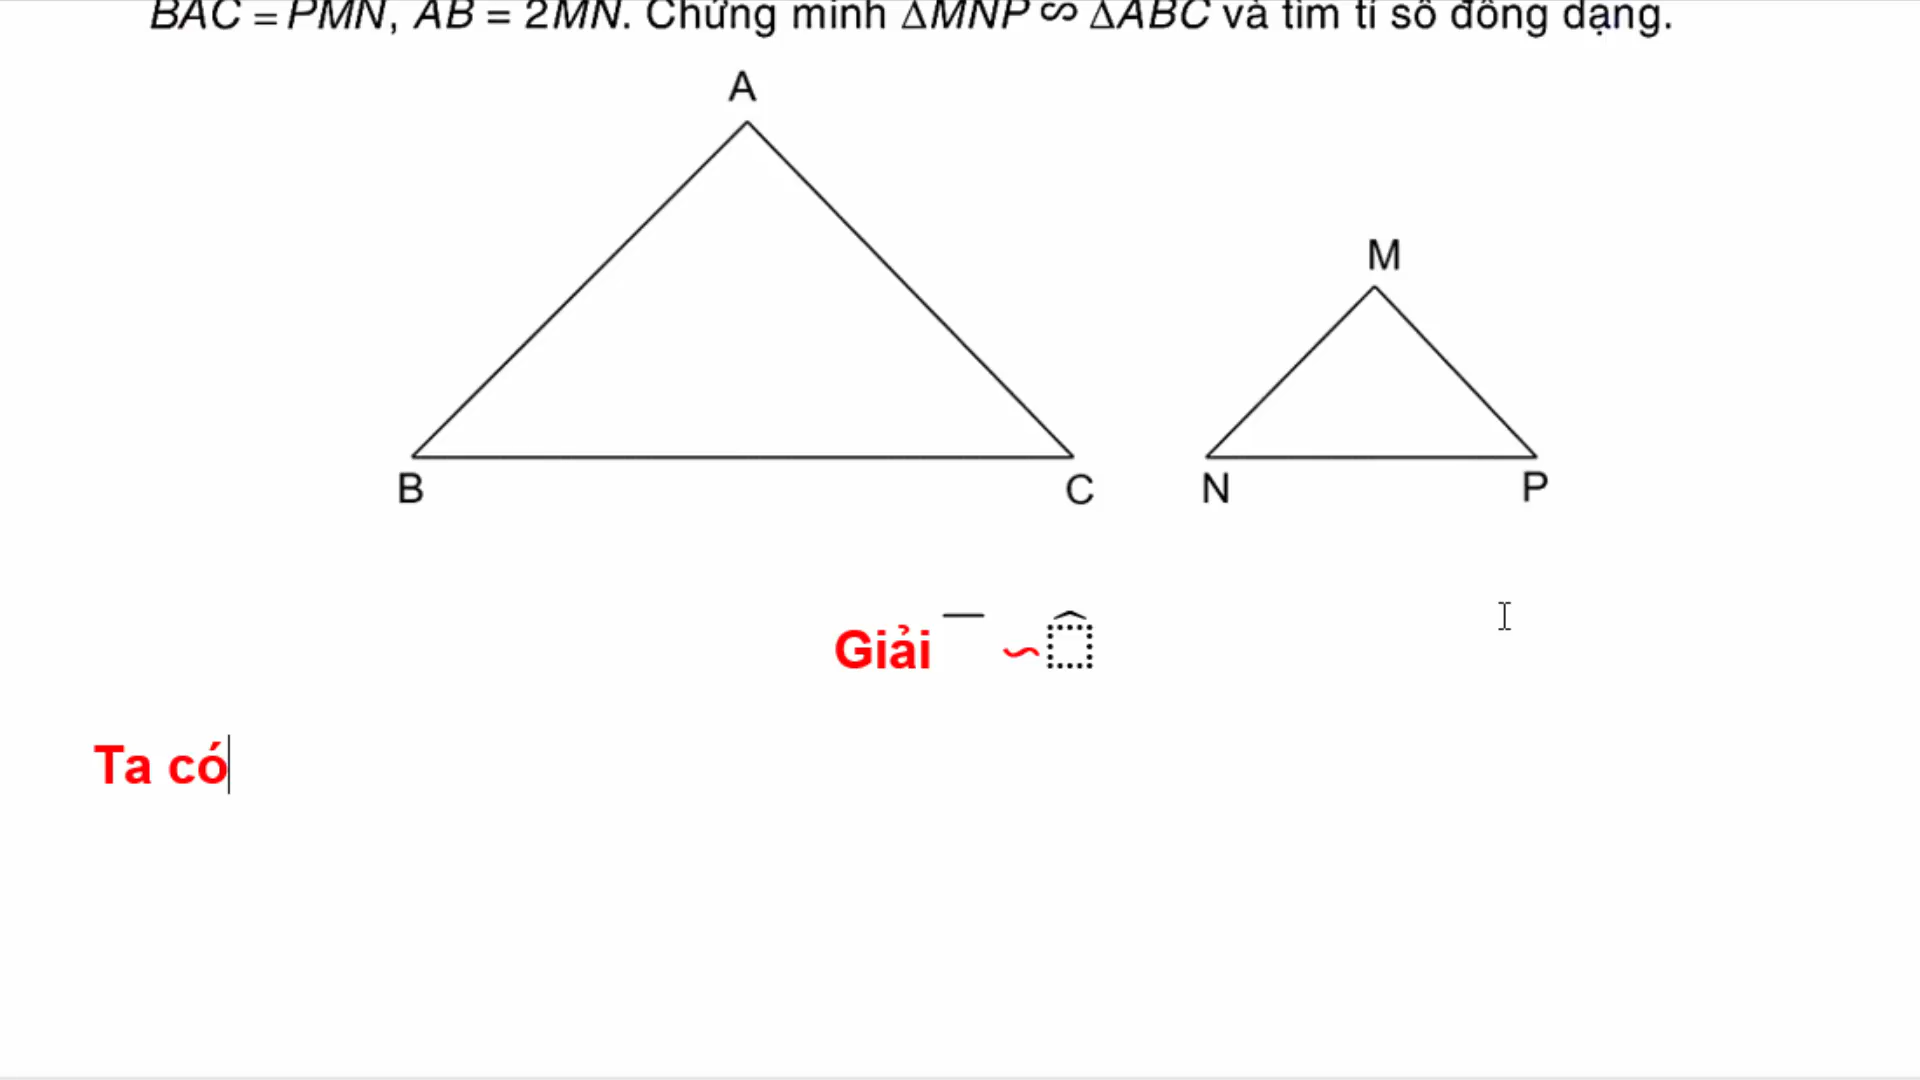 BAC = PMN, AB = 2MN. Chứng minh ΔMNP ∽ ΔABC và tìm tỉ số đồng dạng.
A
M
B
C
N
P
Giải ∽
Ta có